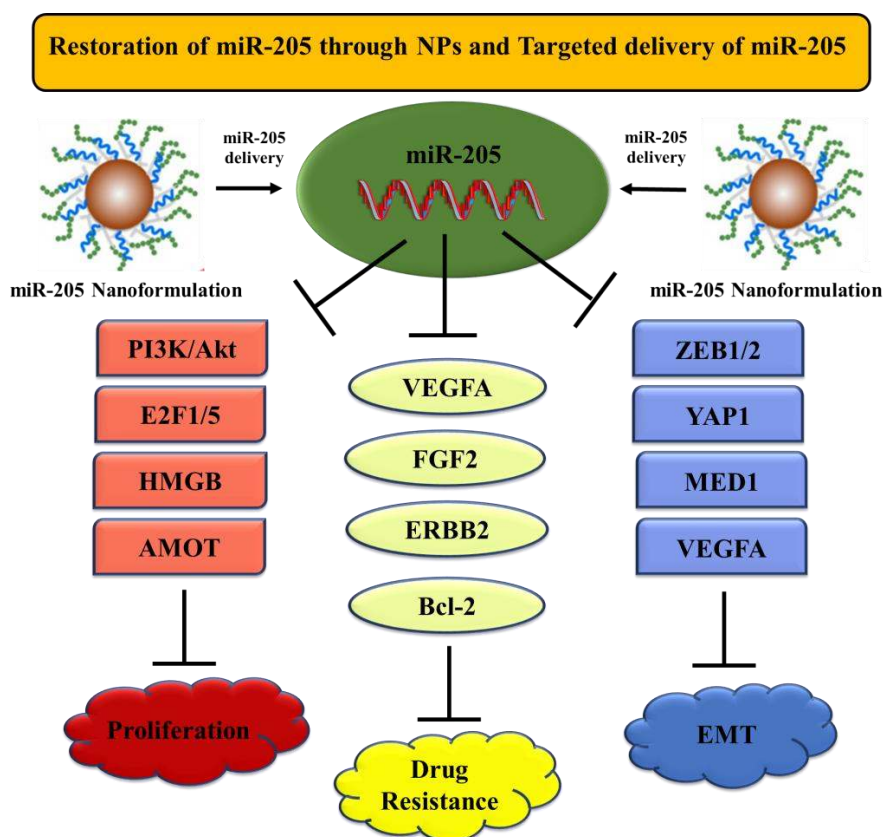 Restoration of miR-205 through NPs and Targeted delivery of miR-205
miR-205
delivery
miR-205
miR-205
delivery
miR-205 Nanoformulation
miR-205 Nanoformulation
PI3K/Akt
E2F1/5
HMGB
AMOT
VEGFA
FGF2
ERBB2
Bcl-2
ZEB1/2
YAP1
MED1
VEGFA
Proliferation
Drug
Resistance
EMT